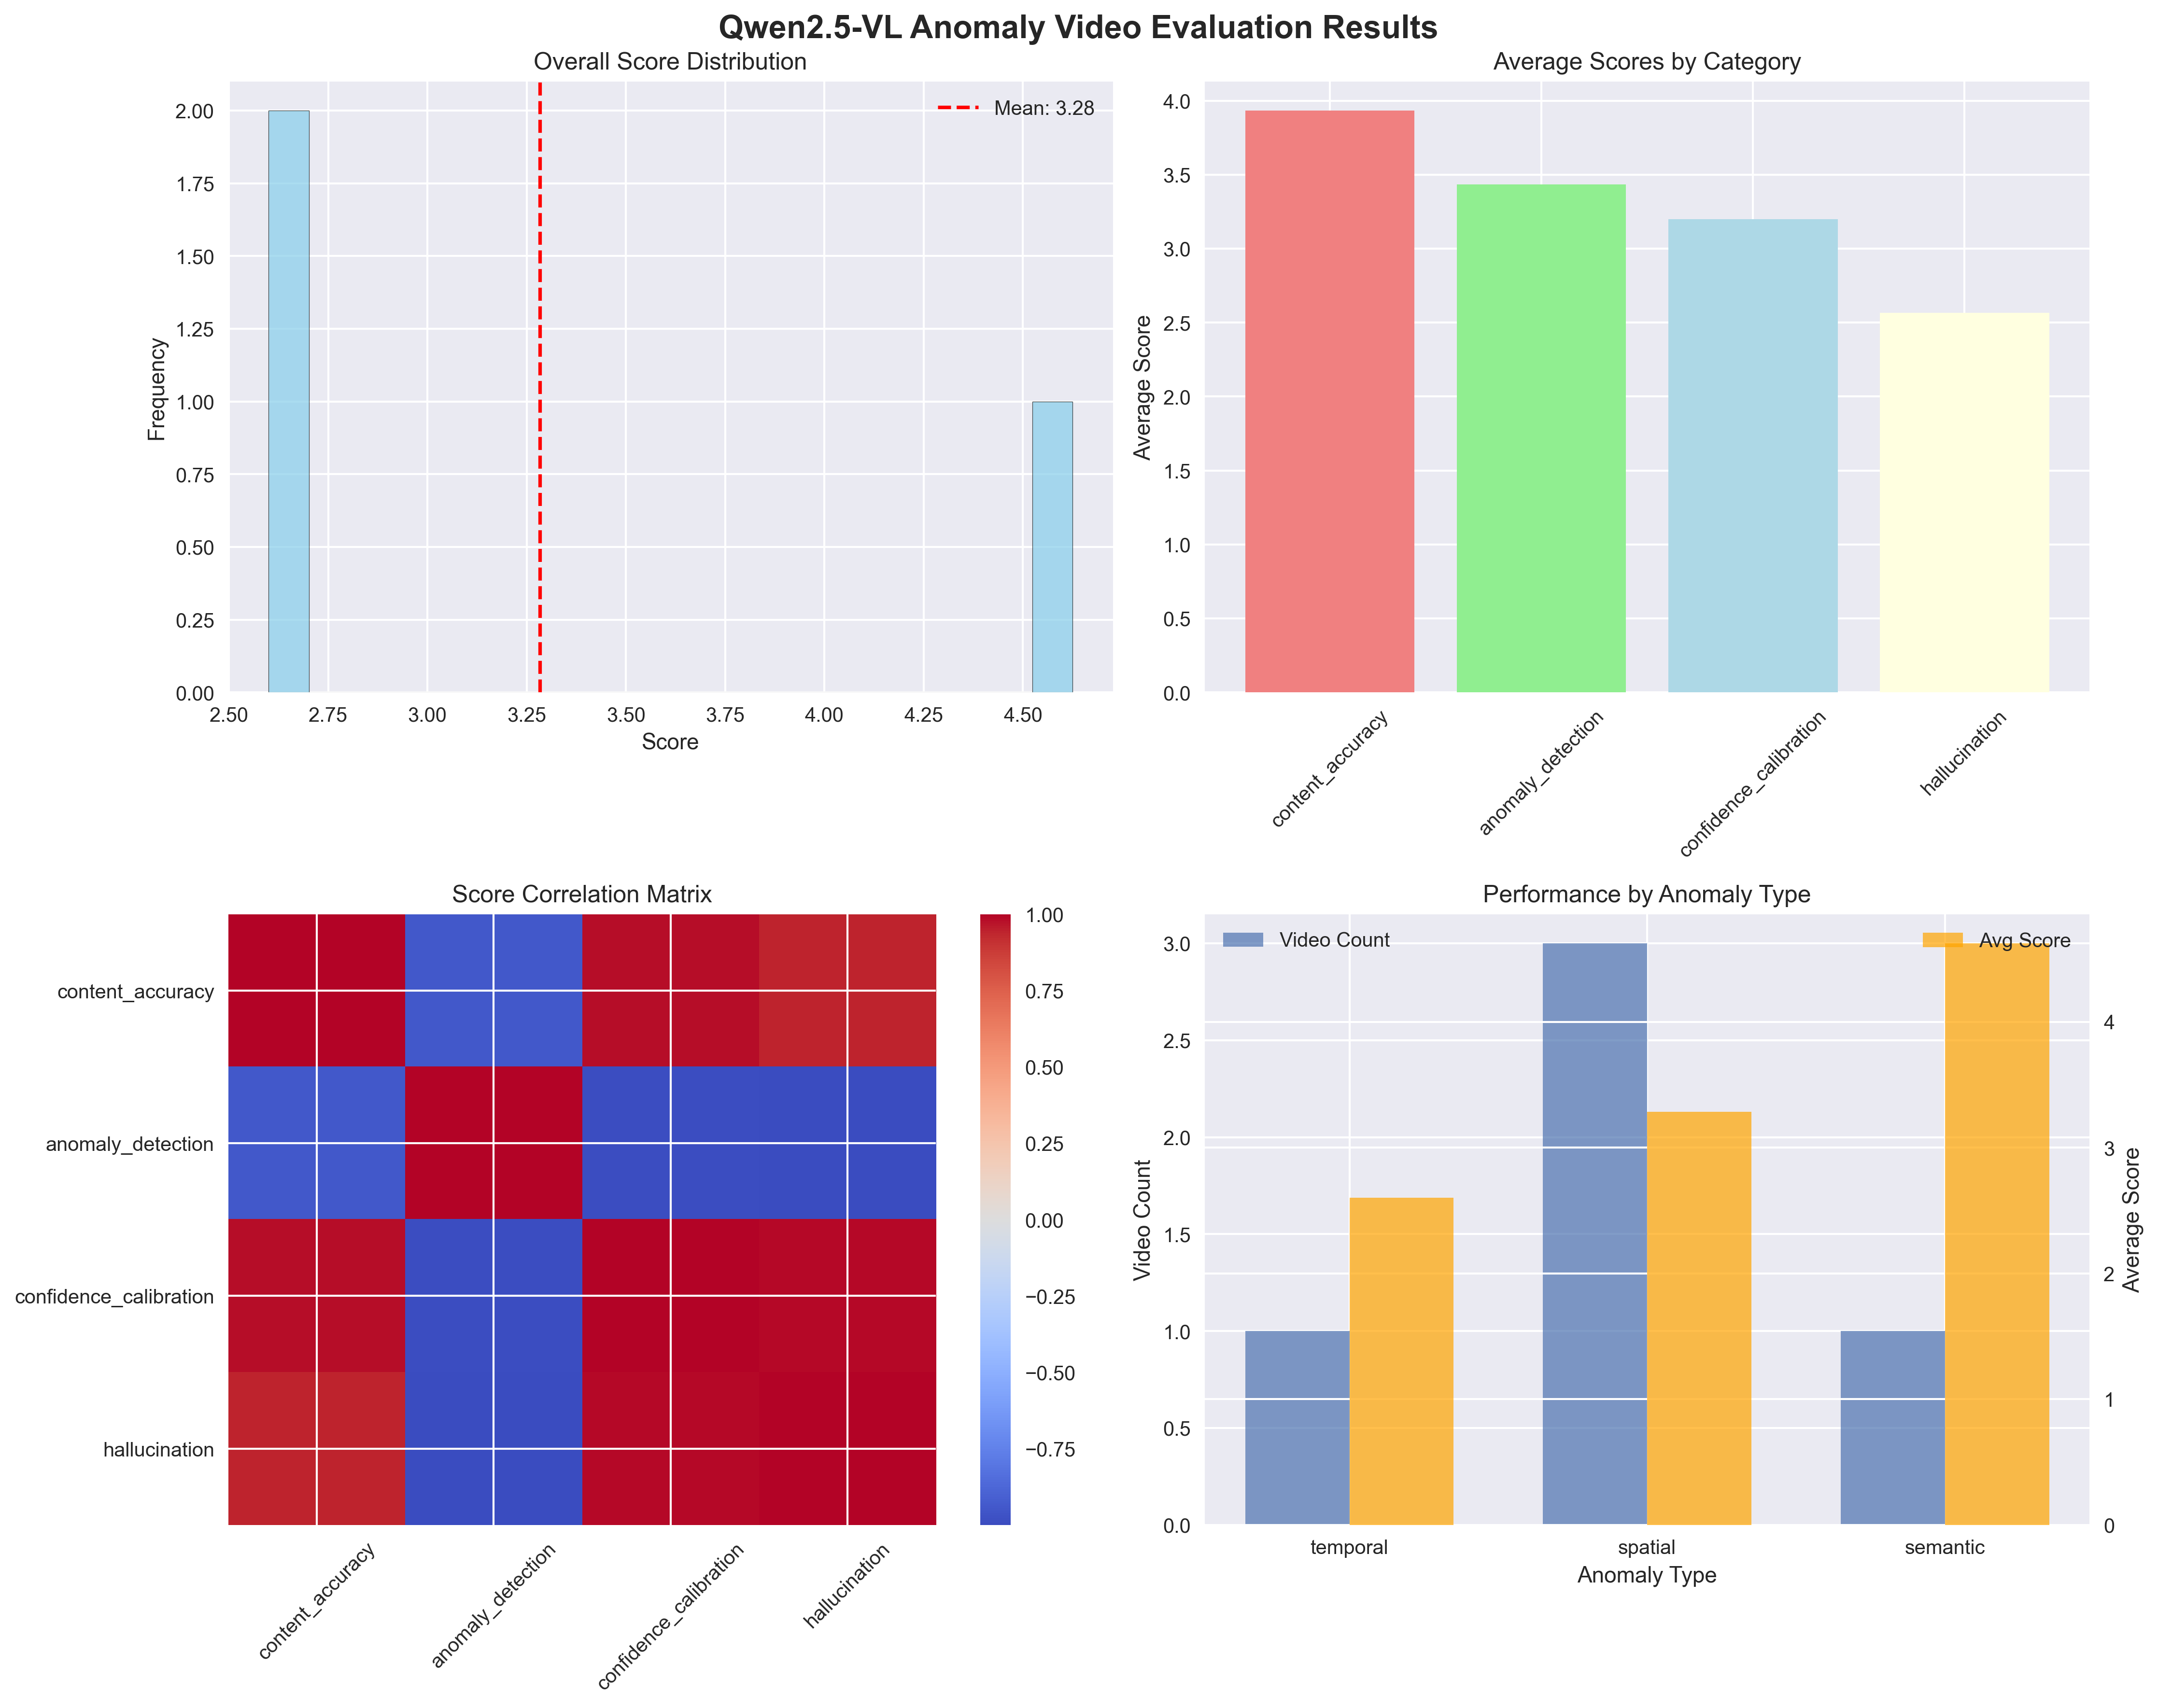 Qwen2.5-VL Anomaly Video Evaluation Results
Overall Score Distribution
Mean: 3.28
2.00
1.75
1.50
1.25
1.00
0.75
0.50
0.25
0.00
Frequency
2.50 2.75 3.00 3.25 3.50 3.75 4.00 4.25 4.50
Score
Average Scores by Category
4.0
3.5
3.0
2.5
2.0
1.5
1.0
0.5
0.0
Average Score
content_accuracy
anomaly_detection
confidence_calibration
hallucination
Score Correlation Matrix
content_accuracy
anomaly_detection
confidence_calibration
hallucination
content_accuracy
anomaly_detection
confidence_calibration
hallucination
1.00
0.75
0.50
0.25
0.00
−0.25
−0.50
−0.75
Performance by Anomaly Type
Video Count
Avg Score
3.0
2.5
2.0
1.5
1.0
0.5
0.0
Video Count
4
3
2
1
0
Average Score
temporal spatial semantic
Anomaly Type